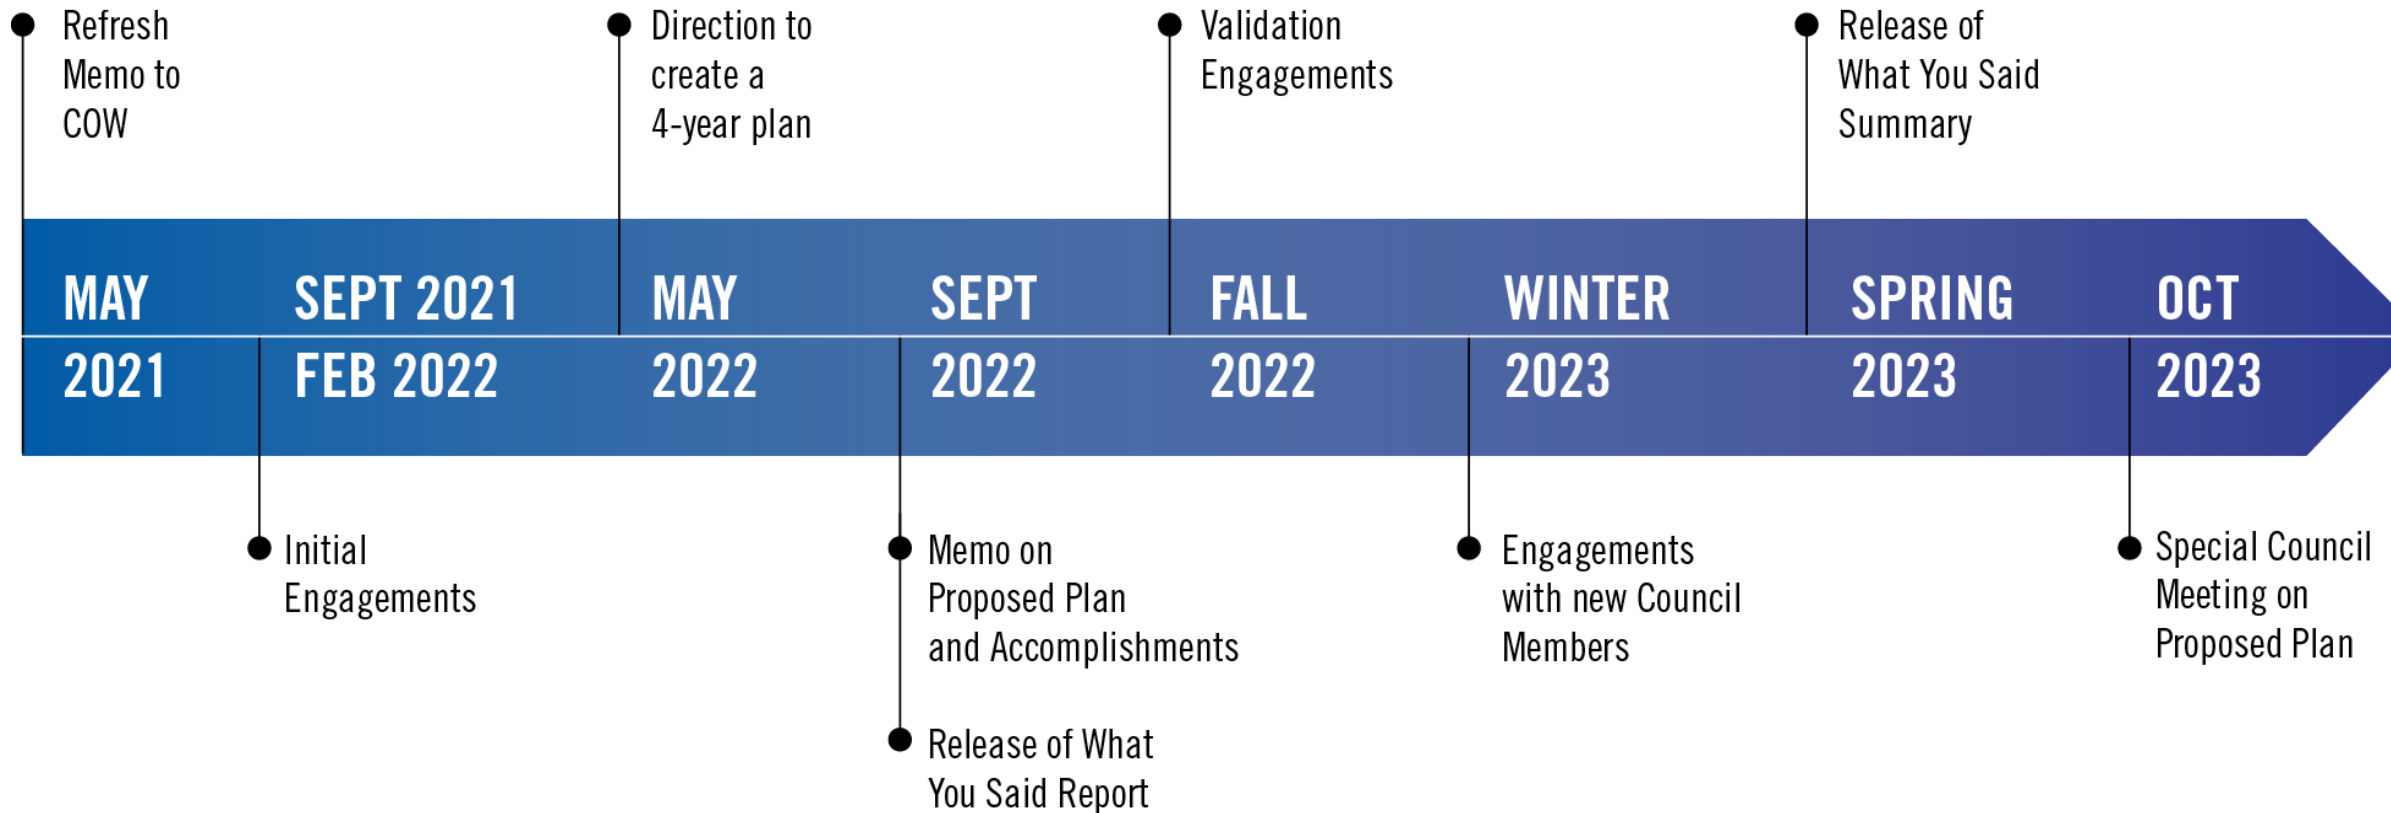 Refresh
Memo to
COW
Direction to
create a
4-year plan
Validation
Engagements
Release of
What You Said
Summary
MAY
2021
SEPT 2021
FEB 2022
MAY
2022
SEPT
2022
FALL
2022
WINTER
2023
SPRING
2023
OCT
2023
Initial
Engagements
Memo on
Proposed Plan
and Accomplishments
Release of What
You Said Report
Engagements
with new Council
Members
Special Council
Meeting on
Proposed Plan